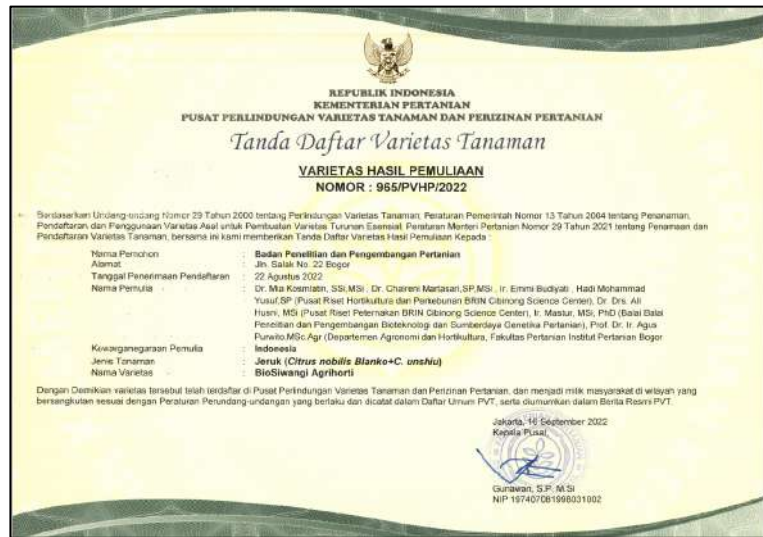 REPUBLIK INDONESIA
KEMENTERIAN PERTANIAN
PUSAT PERLINDUNGAN VARIETAS TANAMAN DAN PERIZINAN PERTANIAN
Tanda Daftar Varietas Tanaman
VARIETAS HASIL PEMULIAAN
NOMOR : 965/PVHP/2022
Berdasarkan Undang-undang Nomor 29 Tahun 2000 tentang Perlindungan Varietas Tanaman, Peraturan Pemerintah Nomor 13 Tahun 2004 tentang Penamaan,
Pendaftaran dan Penggunaan Varietas Asal untuk Pembuatan Varietas Turunan Esensial, Peraturan Menteri Pertanian Nomor 29 Tahun 2021 tentang Penamaan dan
Pendaftaran Varietas Tanaman, bersama ini kami memberikan Tanda Daftar Varietas Hasil Pemuliaan Kepada :
Nama Pemohon : Badan Penelitian dan Pengembangan Pertanian
Alamat : Jln. Salak No. 22 Bogor
Tanggal Penerimaan Pendaftaran : 22 Agustus 2022
Nama Pemulia : Dr. Mia Kosmiatin, SSi,MSi , Dr. Chaireni Martasari,SP,MSi , Ir. Emmi Budiyati , Hadi Mohammad
Yusuf,SP (Pusat Riset Hortikultura dan Perkebunan BRIN Cibinong Science Center), Dr. Drs. Ali
Husni, MSi (Pusat Riset Peternakan BRIN Cibinong Science Center), Ir. Mastur, MSi, PhD (Balai Balai
Penelitian dan Pengembangan Bioteknologi dan Sumberdaya Genetika Pertanian), Prof. Dr. Ir. Agus
Purwito,MSc,Agr (Departemen Agronomi dan Hortikultura, Fakultas Pertanian Institut Pertanian Bogor
Kewarganegaraan Pemulia : Indonesia
Jenis Tanaman : Jeruk (Citrus nobilis Blanko+C. unshiu)
Nama Varietas : BioSiwangi Agrihorti
Dengan Demikian varietas tersebut telah terdaftar di Pusat Perlindungan Varietas Tanaman dan Perizinan Pertanian, dan menjadi milik masyarakat di wilayah yang
bersangkutan sesuai dengan Peraturan Perundang-undangan yang berlaku dan dicatat dalam Daftar Umum PVT, serta diumumkan dalam Berita Resmi PVT.
Jakarta, 16 September 2022
Kepala Pusat,
Gunawan, S.P, M.Si
NIP 197407081998031002